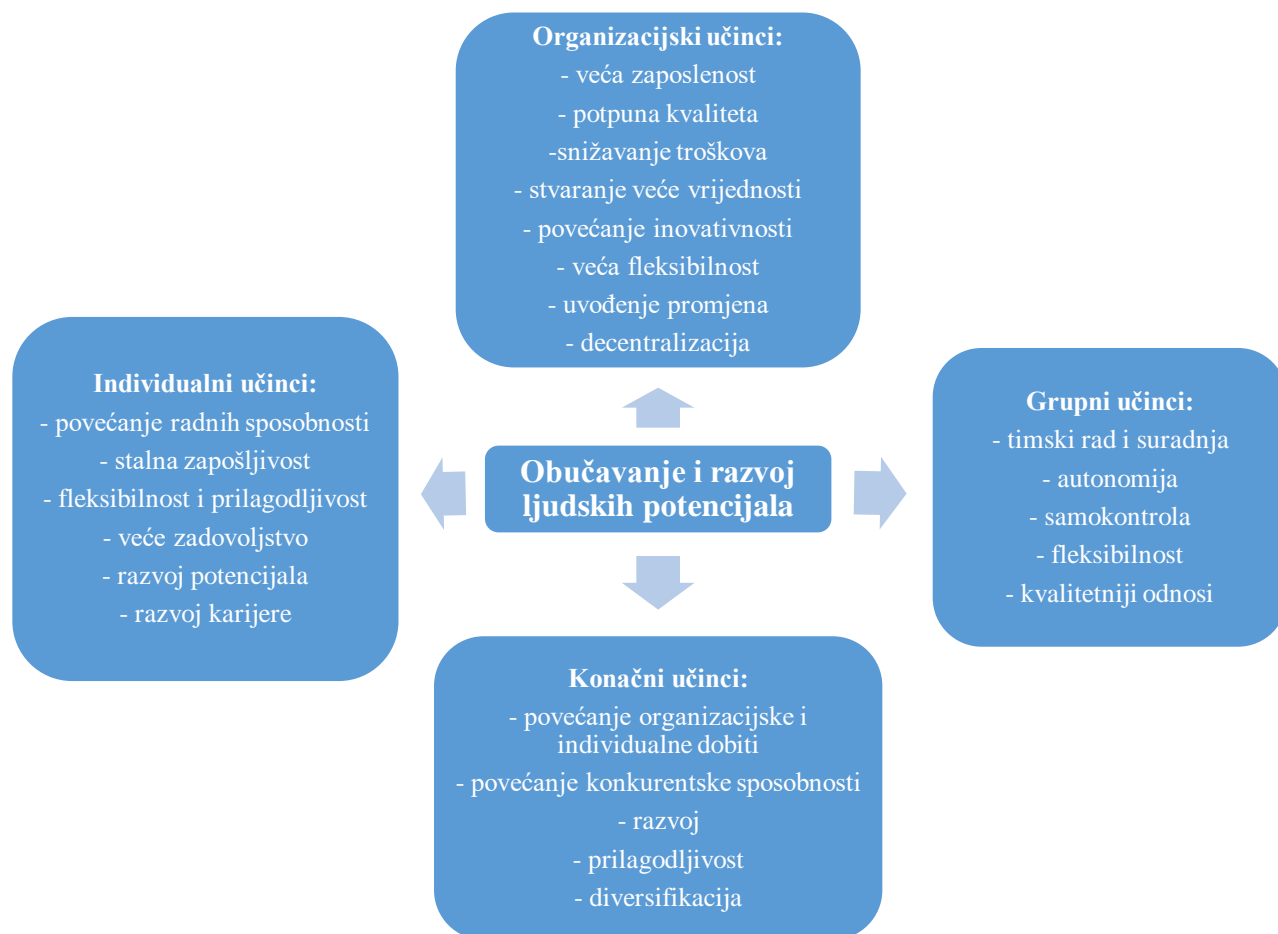 Organizacijski učinci:
- veća zaposlenost
- potpuna kvaliteta
-snižavanje troškova
- stvaranje veće vrijednosti
- povećanje inovativnosti
- veća fleksibilnost
- uvođenje promjena
- decentralizacija
Individualni učinci:
- povećanje radnih sposobnosti
- stalna zapošljivost
- fleksibilnost i prilagodljivost
- veće zadovoljstvo
- razvoj potencijala
- razvoj karijere
Obučavanje i razvoj
ljudskih potencijala
Grupni učinci:
- timski rad i suradnja
- autonomija
- samokontrola
- fleksibilnost
- kvalitetniji odnosi
Konačni učinci:
- povećanje organizacijske i
individualne dobiti
- povećanje konkurentske sposobnosti
- razvoj
- prilagodljivost
- diversifikacija